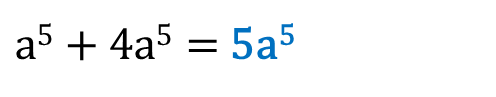 a⁵ + 4a⁵ = 5a⁵